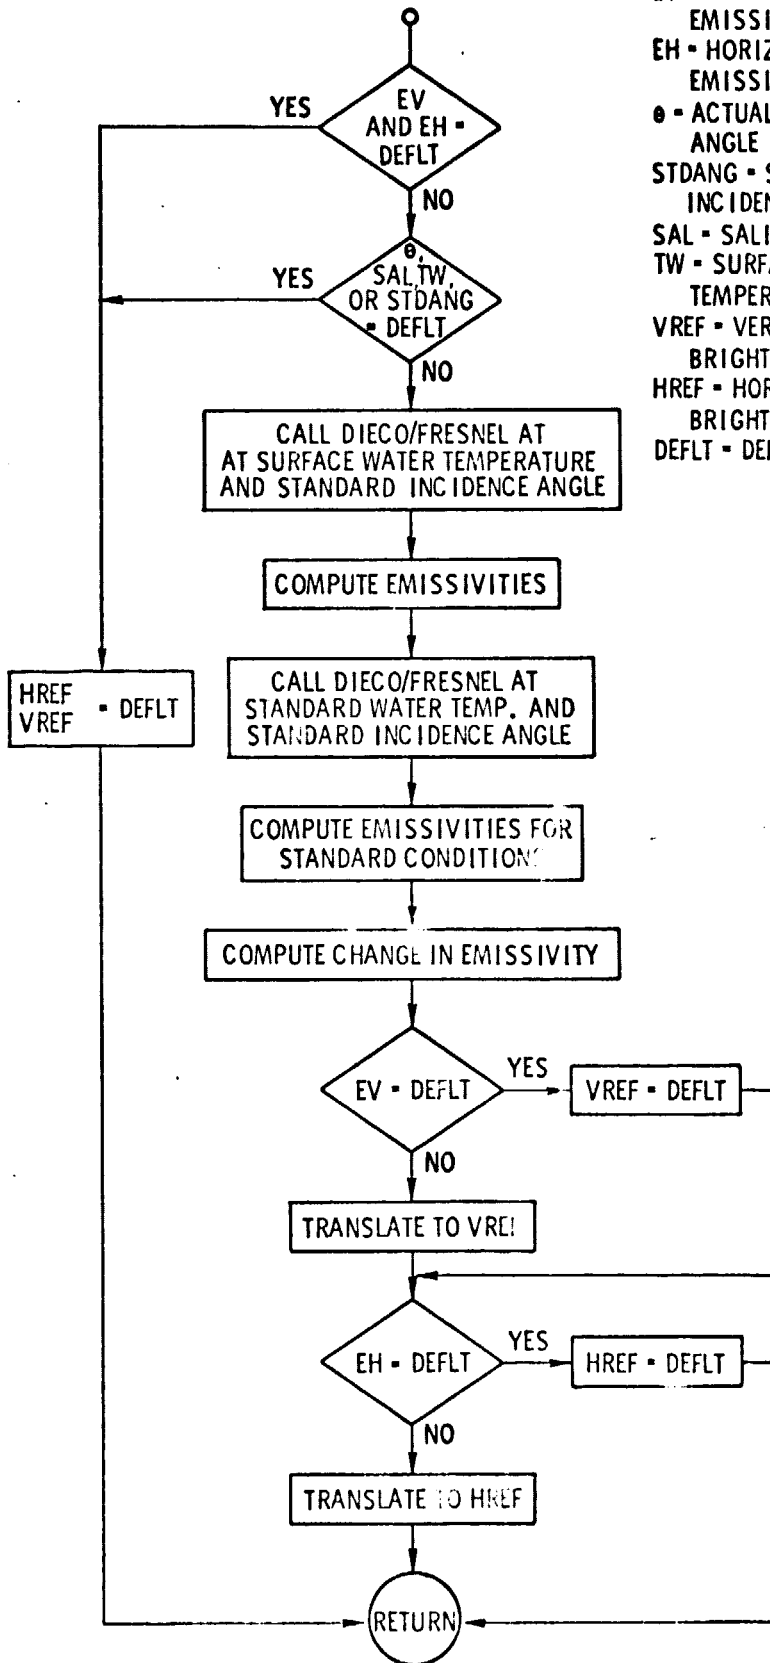 EV
AND EH =
DEFLT
YES
NO
θ,
SAL, TW,
OR STDANG
= DEFLT
YES
NO
CALL DIECO/FRESNEL AT
AT SURFACE WATER TEMPERATURE
AND STANDARD INCIDENCE ANGLE
COMPUTE EMISSIVITIES
HREF
VREF = DEFLT
CALL DIECO/FRESNEL AT
STANDARD WATER TEMP. AND
STANDARD INCIDENCE ANGLE
COMPUTE EMISSIVITIES FOR
STANDARD CONDITION
COMPUTE CHANGE IN EMISSIVITY
EV = DEFLT
YES
VREF = DEFLT
NO
TRANSLATE TO VREF
EH = DEFLT
YES
HREF = DEFLT
NO
TRANSLATE TO HREF
RETURN
EMISSI
EH = HORIZ
EMISSI
θ = ACTUAL
ANGLE
STDANG = S
INCIDEN
SAL = SALI
TW = SURFA
TEMPER
VREF = VER
BRIGHT
HREF = HOR
BRIGHT
DEFLT = DE